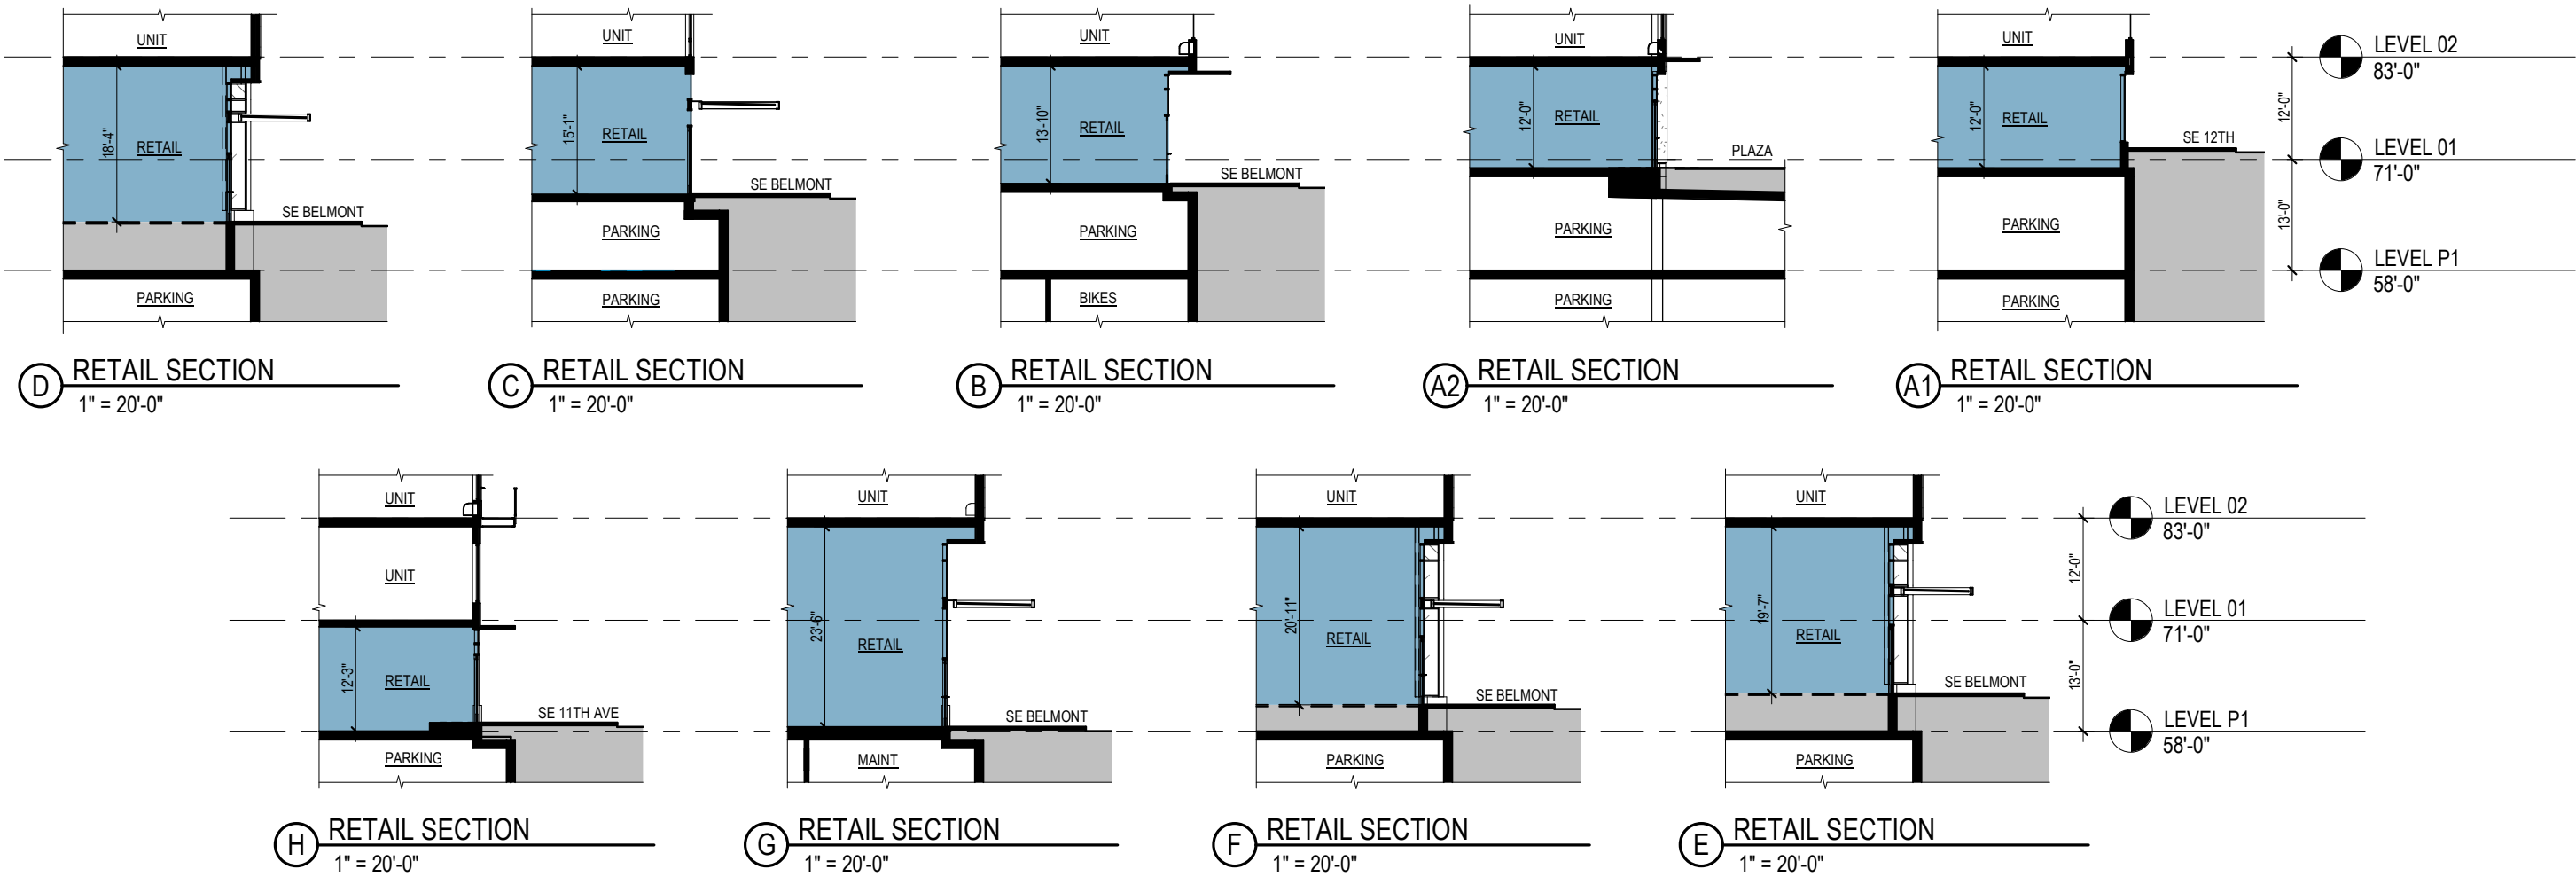 UNIT
18'-4"
RETAIL
SE BELMONT
PARKING
D RETAIL SECTION
1" = 20'-0"
UNIT
15'-1"
RETAIL
SE BELMONT
PARKING
PARKING
C RETAIL SECTION
1" = 20'-0"
UNIT
13'-10"
RETAIL
SE BELMONT
PARKING
BIKES
B RETAIL SECTION
1" = 20'-0"
UNIT
12'-0"
RETAIL
PLAZA
PARKING
PARKING
A2 RETAIL SECTION
1" = 20'-0"
UNIT
12'-0"
RETAIL
SE 12TH
PARKING
PARKING
A1 RETAIL SECTION
1" = 20'-0"
LEVEL 02
83'-0"
12'-0"
LEVEL 01
71'-0"
13'-0"
LEVEL P1
58'-0"
UNIT
UNIT
12'-3"
RETAIL
SE 11TH AVE
PARKING
H RETAIL SECTION
1" = 20'-0"
UNIT
23'-6"
RETAIL
SE BELMONT
MAINT
G RETAIL SECTION
1" = 20'-0"
UNIT
20'-11"
RETAIL
SE BELMONT
PARKING
F RETAIL SECTION
1" = 20'-0"
UNIT
19'-7"
RETAIL
SE BELMONT
PARKING
E RETAIL SECTION
1" = 20'-0"
LEVEL 02
83'-0"
12'-0"
LEVEL 01
71'-0"
13'-0"
LEVEL P1
58'-0"